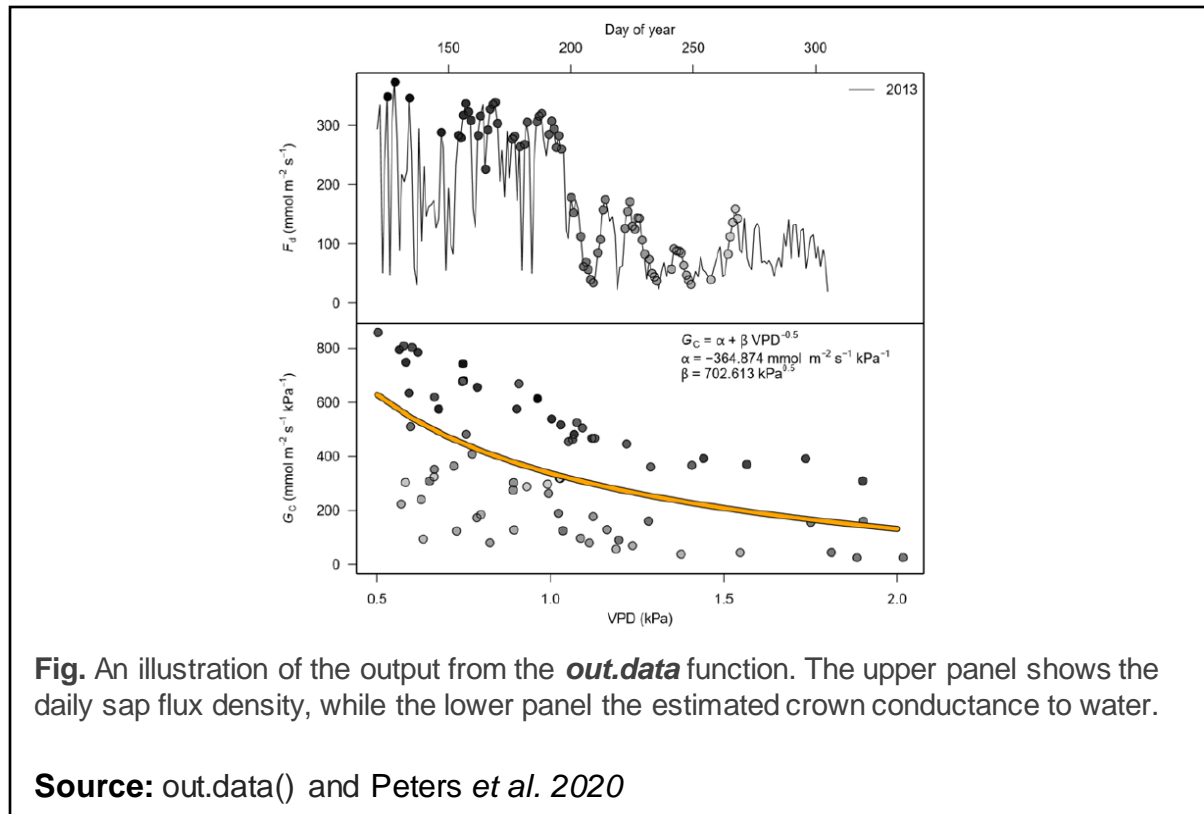 Day of year
150 200 250 300
2013
300
200
100
0
F_d (mmol m⁻² s⁻¹)
G_C = α + β VPD⁻⁰·⁵
α = −364.874 mmol m⁻² s⁻¹ kPa⁻¹
β = 702.613 kPa⁰·⁵
800
600
400
200
0
G_C (mmol m⁻² s⁻¹ kPa⁻¹)
0.5 1.0 1.5 2.0
VPD (kPa)
Fig. An illustration of the output from the out.data function. The upper panel shows the
daily sap flux density, while the lower panel the estimated crown conductance to water.
Source: out.data() and Peters et al. 2020